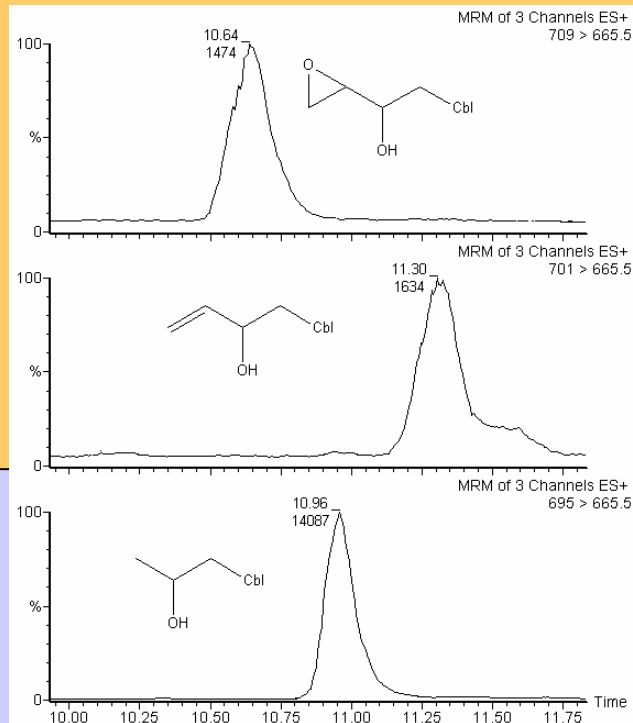 MRM of 3 Channels ES+
709 > 665.5
10.64
1474
100
%
0
O
Cbl
OH
MRM of 3 Channels ES+
701 > 665.5
11.30
1634
100
%
0
Cbl
OH
MRM of 3 Channels ES+
695 > 665.5
10.96
14087
100
%
0
Cbl
OH
10.00 10.25 10.50 10.75 11.00 11.25 11.50 11.75 Time